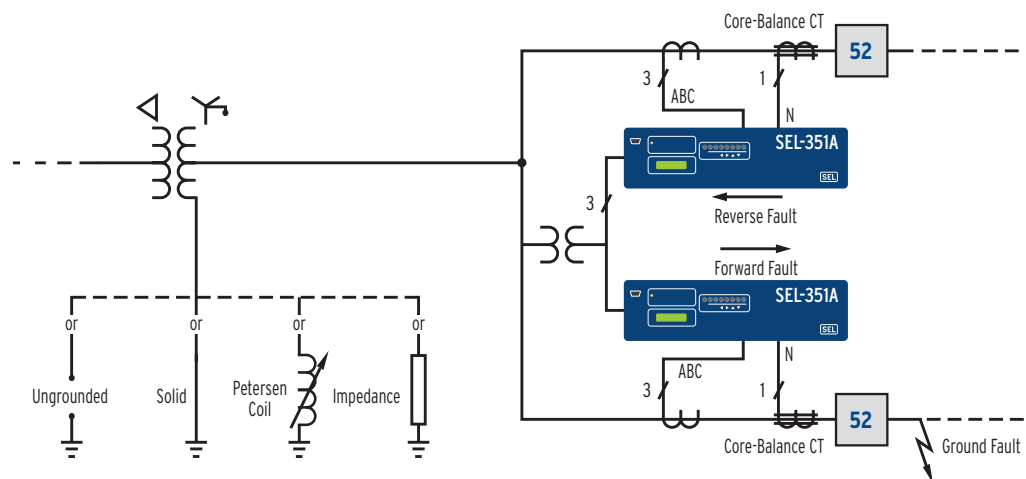 Core-Balance CT
52
3
1
ABC
N
SEL-351A
SEL
3
Reverse Fault
Forward Fault
SEL-351A
SEL
or
or
or
or
N
ABC
3
1
Ungrounded
Solid
Petersen
Coil
Impedance
52
Core-Balance CT
Ground Fault